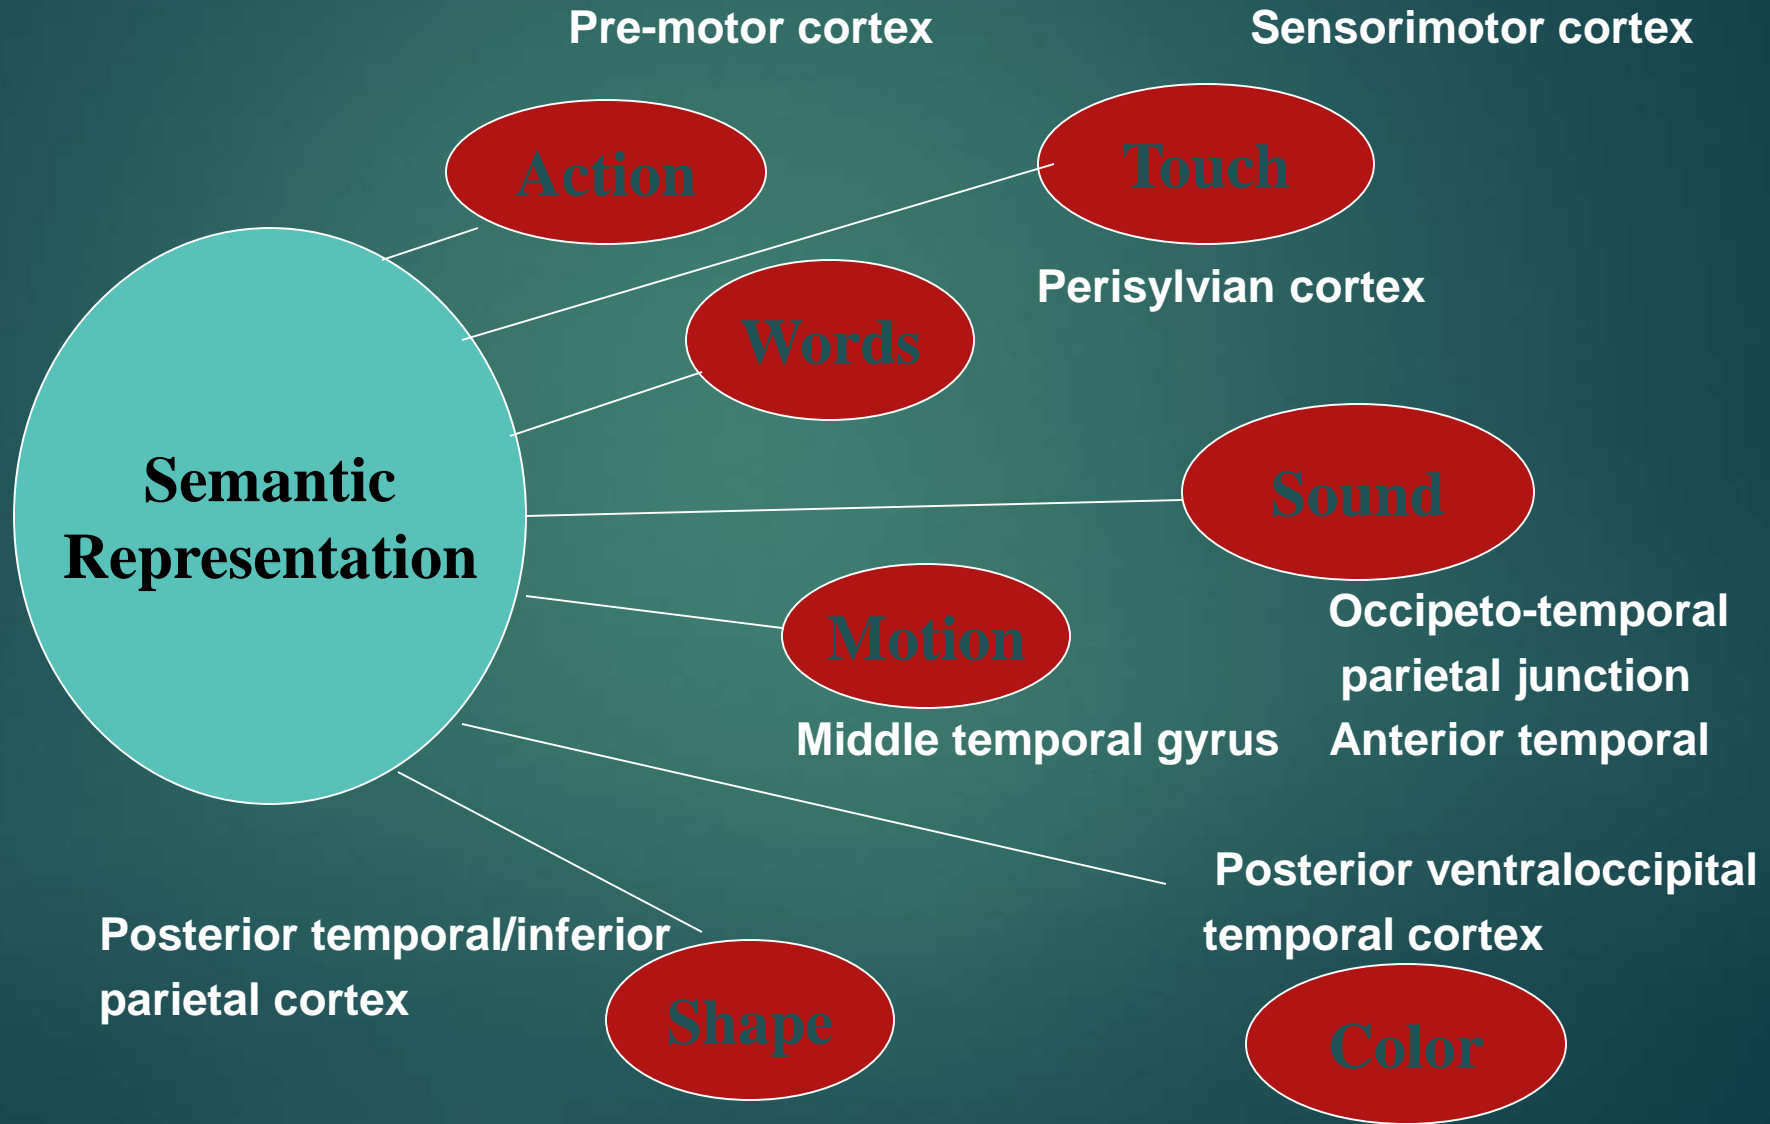 Pre-motor cortex
Sensorimotor cortex
Action
Touch
Perisylvian cortex
Words
Semantic
Representation
Sound
Motion
Occipeto-temporal
parietal junction
Middle temporal gyrus
Anterior temporal
Posterior ventraloccipital
temporal cortex
Posterior temporal/inferior
parietal cortex
Shape
Color